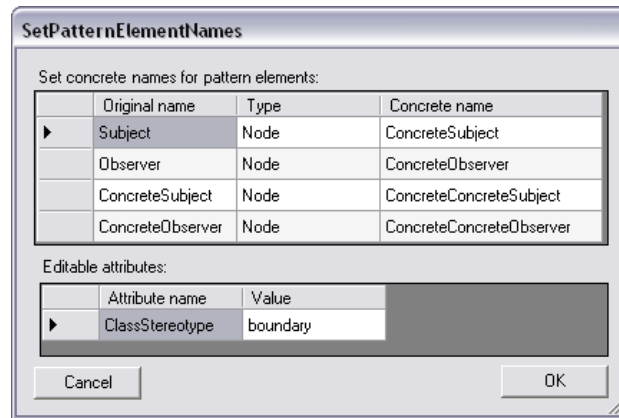 SetPatternElementNames
Set concrete names for pattern elements:
Original name Type Concrete name
Subject Node ConcreteSubject
Observer Node ConcreteObserver
ConcreteSubject Node ConcreteConcreteSubject
ConcreteObserver Node ConcreteConcreteObserver
Editable attributes:
Attribute name Value
ClassStereotype boundary
Cancel OK